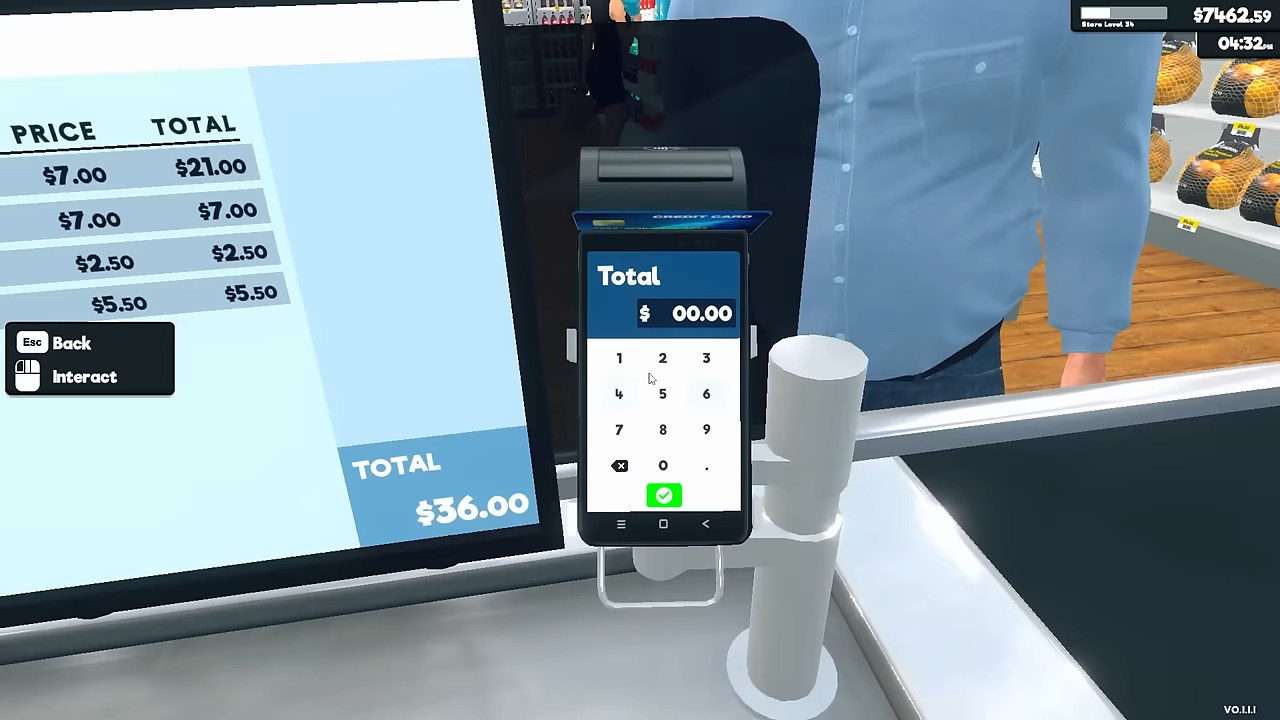 $7462.59
Store Level 34
04:32PM
PRICE TOTAL
$7.00 $21.00
$7.00 $7.00
$2.50 $2.50
$5.50 $5.50
Esc Back
Interact
TOTAL
$36.00
CREDIT CARD
Total
$ 00.00
1 2 3
4 5 6
7 8 9
0 .
V0.1.1.1